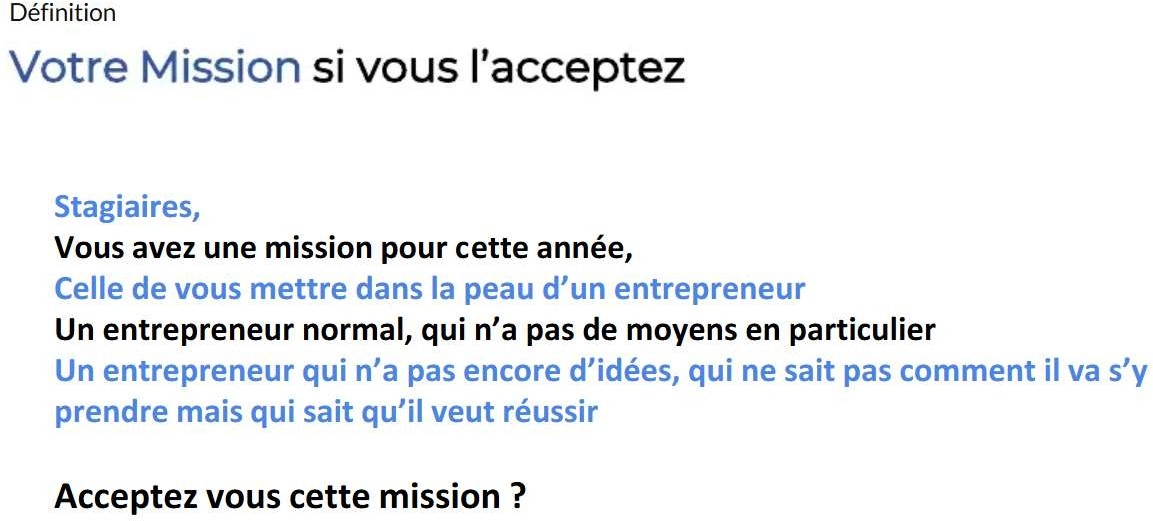 Définition
Votre Mission si vous l’acceptez
Stagiaires,
Vous avez une mission pour cette année,
Celle de vous mettre dans la peau d’un entrepreneur
Un entrepreneur normal, qui n’a pas de moyens en particulier
Un entrepreneur qui n’a pas encore d’idées, qui ne sait pas comment il va s’y
prendre mais qui sait qu’il veut réussir
Acceptez vous cette mission ?